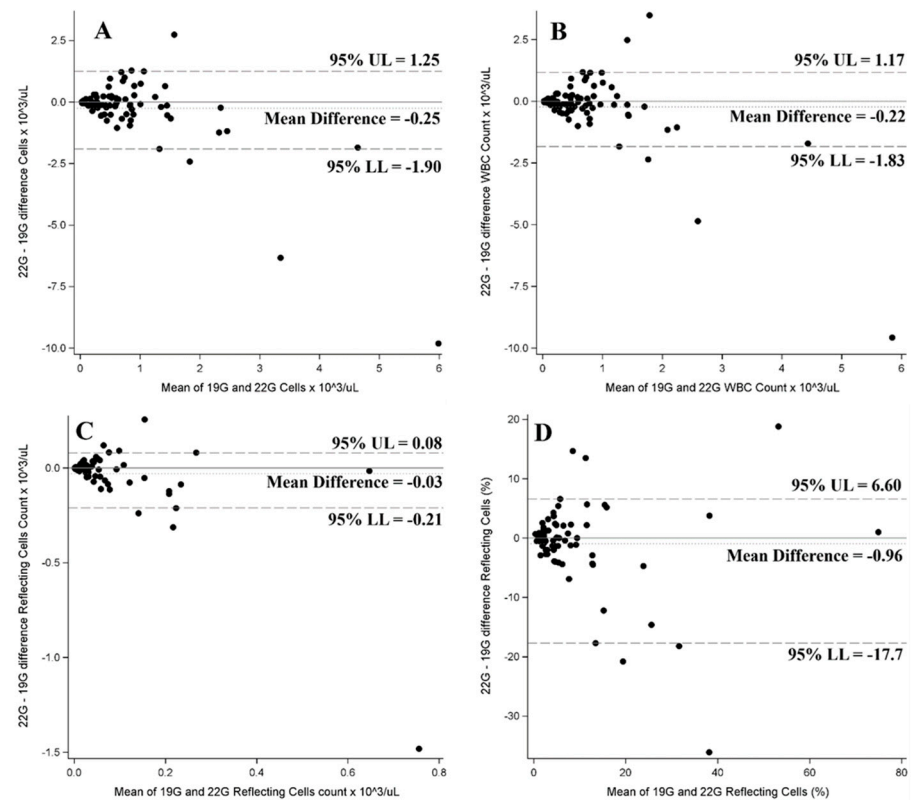 A
22G - 19G difference Cells x 10^3/uL
2.5
0.0
-2.5
-5.0
-7.5
-10.0
95% UL = 1.25
Mean Difference = -0.25
95% LL = -1.90
0 1 2 3 4 5 6
Mean of 19G and 22G Cells x 10^3/uL
B
22G - 19G difference WBC Count x 10^3/uL
2.5
0.0
-2.5
-5.0
-7.5
-10.0
95% UL = 1.17
Mean Difference = -0.22
95% LL = -1.83
0 1 2 3 4 5 6
Mean of 19G and 22G WBC Count x 10^3/uL
C
22G - 19G difference Reflecting Cells Count x 10^3/uL
0.0
-0.5
-1.0
-1.5
95% UL = 0.08
Mean Difference = -0.03
95% LL = -0.21
0.0 0.2 0.4 0.6 0.8
Mean of 19G and 22G Reflecting Cells count x 10^3/uL
D
22G - 19G difference Reflecting Cells (%)
20
10
0
-10
-20
-30
95% UL = 6.60
Mean Difference = -0.96
95% LL = -17.7
0 20 40 60 80
Mean of 19G and 22G Reflecting Cells (%)